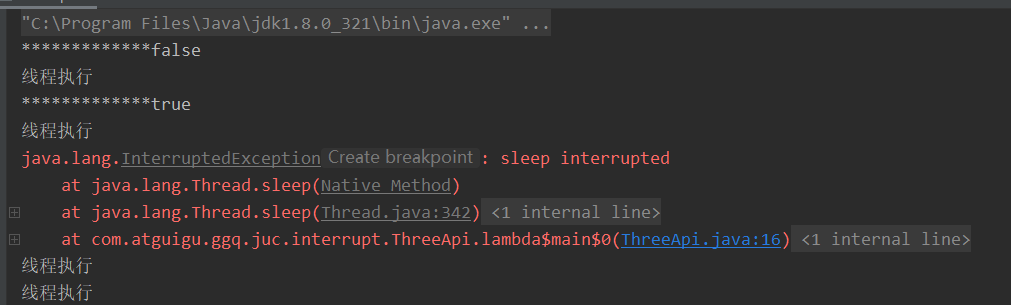 "C:\Program Files\Java\jdk1.8.0_321\bin\java.exe" ...
*************false
线程执行
*************true
线程执行
java.lang.InterruptedException Create breakpoint : sleep interrupted
    at java.lang.Thread.sleep(Native Method)
    at java.lang.Thread.sleep(Thread.java:342) <1 internal line>
    at com.atguigu.ggq.juc.interrupt.ThreeApi.lambda$main$0(ThreeApi.java:16) <1 internal line>
线程执行
线程执行